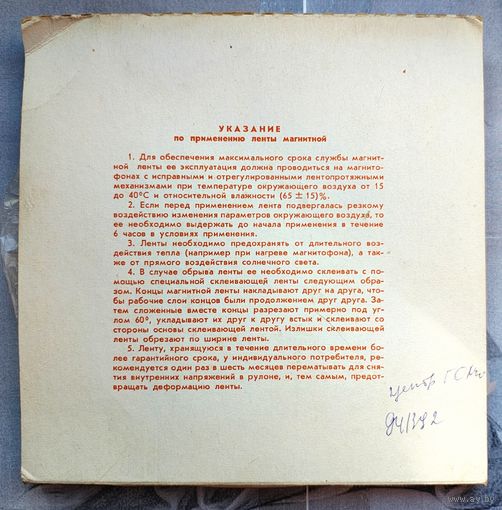 УКАЗАНИЕ
по применению ленты магнитной
1. Для обеспечения максимального срока службы магнит-
ной ленты ее эксплуатация должна проводиться на магнито-
фонах с исправными и отрегулированными лентопротяжными
механизмами при температуре окружающего воздуха от 15
до 40°С и относительной влажности (65 ± 15)%.
2. Если перед применением лента подвергалась резкому
воздействию изменения параметров окружающего воздуха, то
ее необходимо выдержать до начала применения в течение
6 часов в условиях применения.
3. Ленты необходимо предохранять от длительного воз-
действия тепла (например при нагреве магнитофона), а так-
же от прямого воздействия солнечного света.
4. В случае обрыва ленты ее необходимо склеивать с по-
мощью специальной склеивающей ленты следующим обра-
зом. Концы магнитной ленты накладывают друг на друга, что-
бы рабочие слои концов были продолжением друг друга. За-
тем сложенные вместе концы разрезают примерно под уг-
лом 60°, укладывают их друг к другу встык и склеивают со
стороны основы склеивающей лентой. Излишки склеивающей
ленты обрезают по ширине ленты.
5. Ленту, хранящуюся в течение длительного времени бо-
лее гарантийного срока, у индивидуального потребителя, ре-
комендуется один раз в шесть месяцев перематывать для сня-
тия внутренних напряжений в рулоне, и, тем самым, предот-
вращать деформацию ленты.
www.ay.by